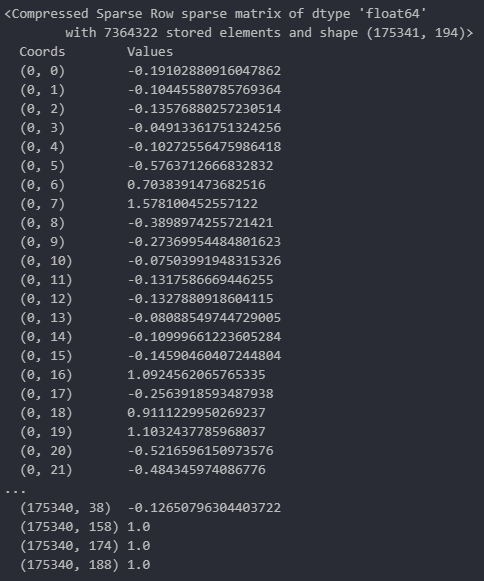 <Compressed Sparse Row sparse matrix of dtype 'float64'
with 7364322 stored elements and shape (175341, 194)>
Coords Values
(0, 0) -0.19102880916047862
(0, 1) -0.10445580785769364
(0, 2) -0.13576880257230514
(0, 3) -0.04913361751324256
(0, 4) -0.10272556475986418
(0, 5) -0.5763712666832832
(0, 6) 0.7038391473682516
(0, 7) 1.578100452557122
(0, 8) -0.3898974255721421
(0, 9) -0.27369954484801623
(0, 10) -0.07503991948315326
(0, 11) -0.1317586669446255
(0, 12) -0.1327880918604115
(0, 13) -0.08088549744729005
(0, 14) -0.10999661223605284
(0, 15) -0.14590460407244804
(0, 16) 1.0924562065765335
(0, 17) -0.2563918593487938
(0, 18) 0.9111229950269237
(0, 19) 1.1032437785968037
(0, 20) -0.5216596150973576
(0, 21) -0.484345974086776
...
(175340, 38) -0.12650796304403722
(175340, 158) 1.0
(175340, 174) 1.0
(175340, 188) 1.0